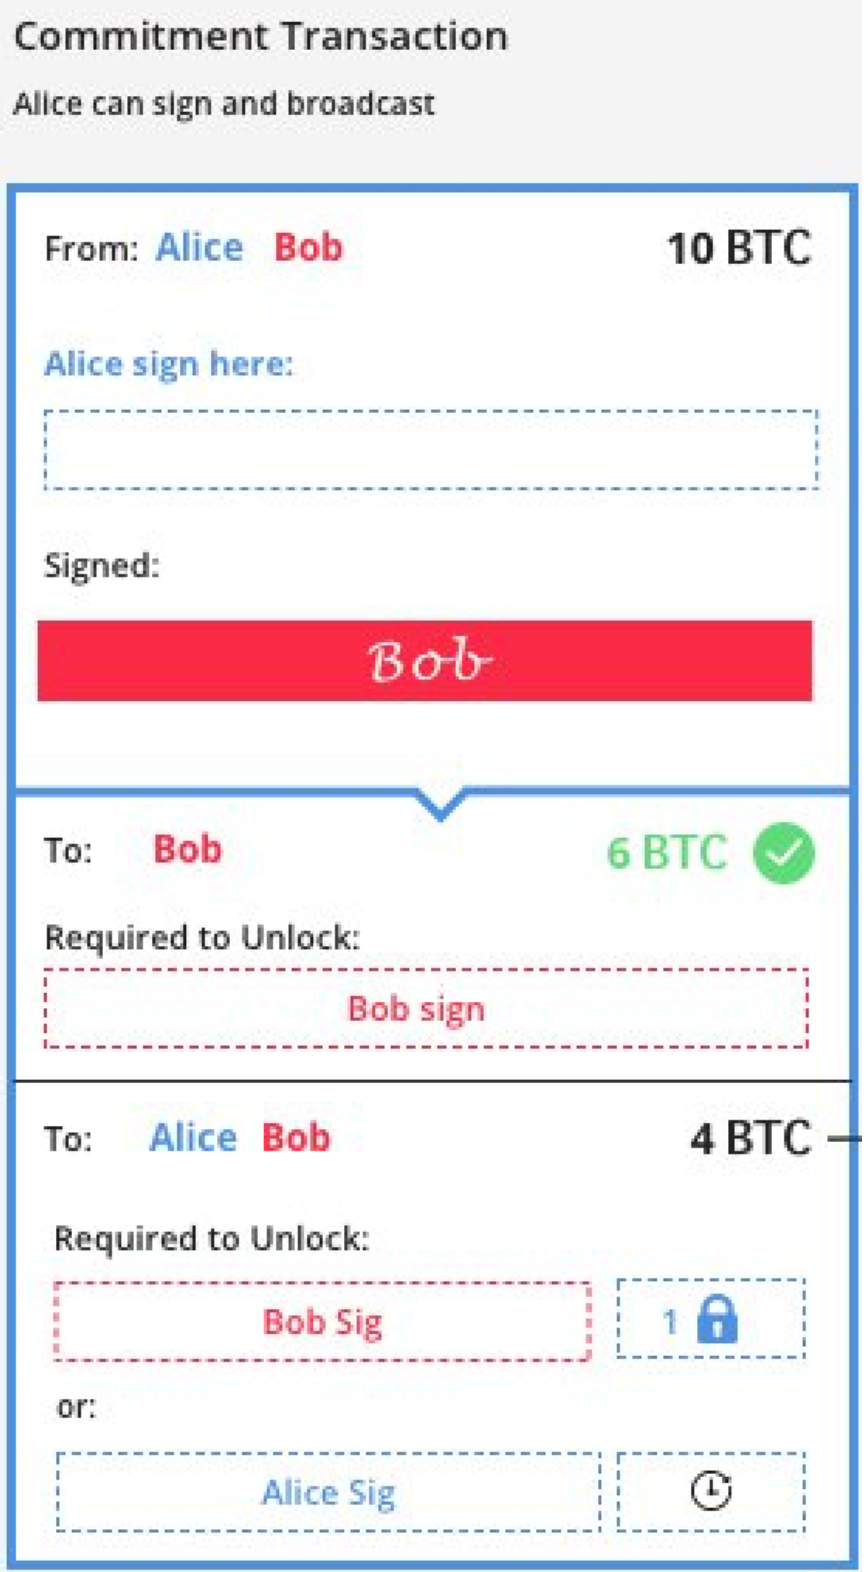 Commitment Transaction
Alice can sign and broadcast
From: Alice Bob 10 BTC
Alice sign here:
Signed:
Bob
To: Bob 6 BTC
Required to Unlock:
Bob sign
To: Alice Bob 4 BTC
Required to Unlock:
Bob Sig 1
or:
Alice Sig